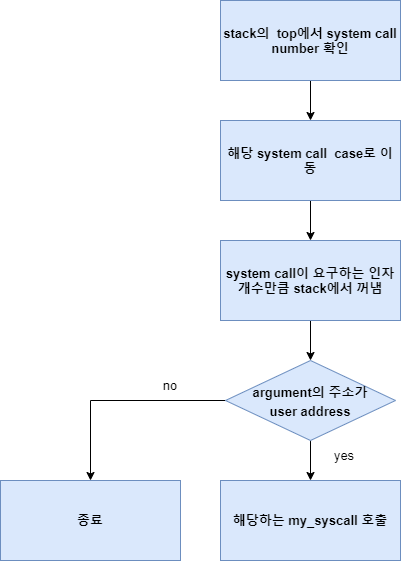 stack의 top에서 system call
number 확인
해당 system call case로 이
동
system call이 요구하는 인자
개수만큼 stack에서 꺼냄
argument의 주소가
user address
no
yes
종료
해당하는 my_syscall 호출